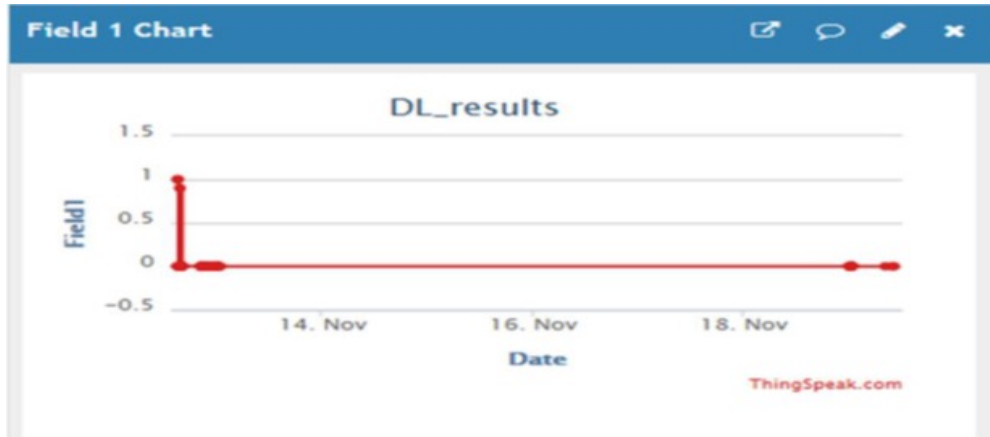 Field 1 Chart
DL_results
1.5
1
0.5
0
-0.5
Field1
14. Nov 16. Nov 18. Nov
Date
ThingSpeak.com